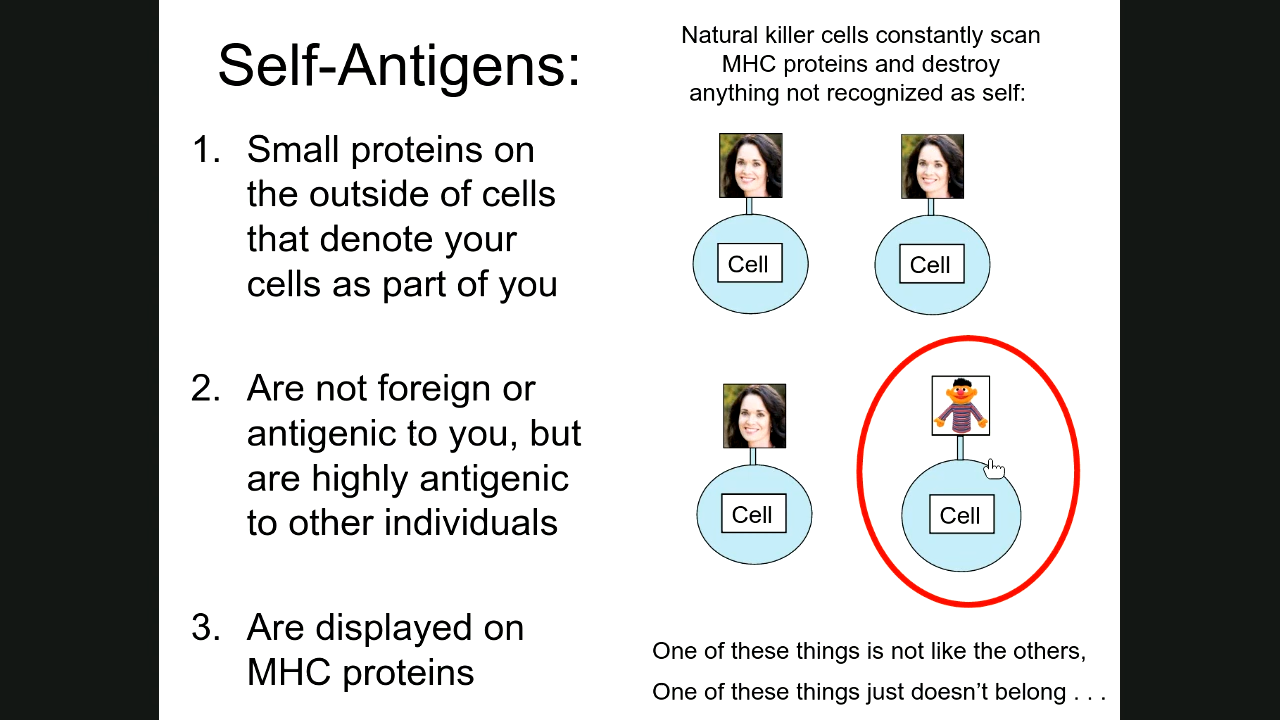 Self-Antigens:
1. Small proteins on
the outside of cells
that denote your
cells as part of you
2. Are not foreign or
antigenic to you, but
are highly antigenic
to other individuals
3. Are displayed on
MHC proteins
Natural killer cells constantly scan
MHC proteins and destroy
anything not recognized as self:
Cell
Cell
Cell
Cell
One of these things is not like the others,
One of these things just doesn’t belong . . .